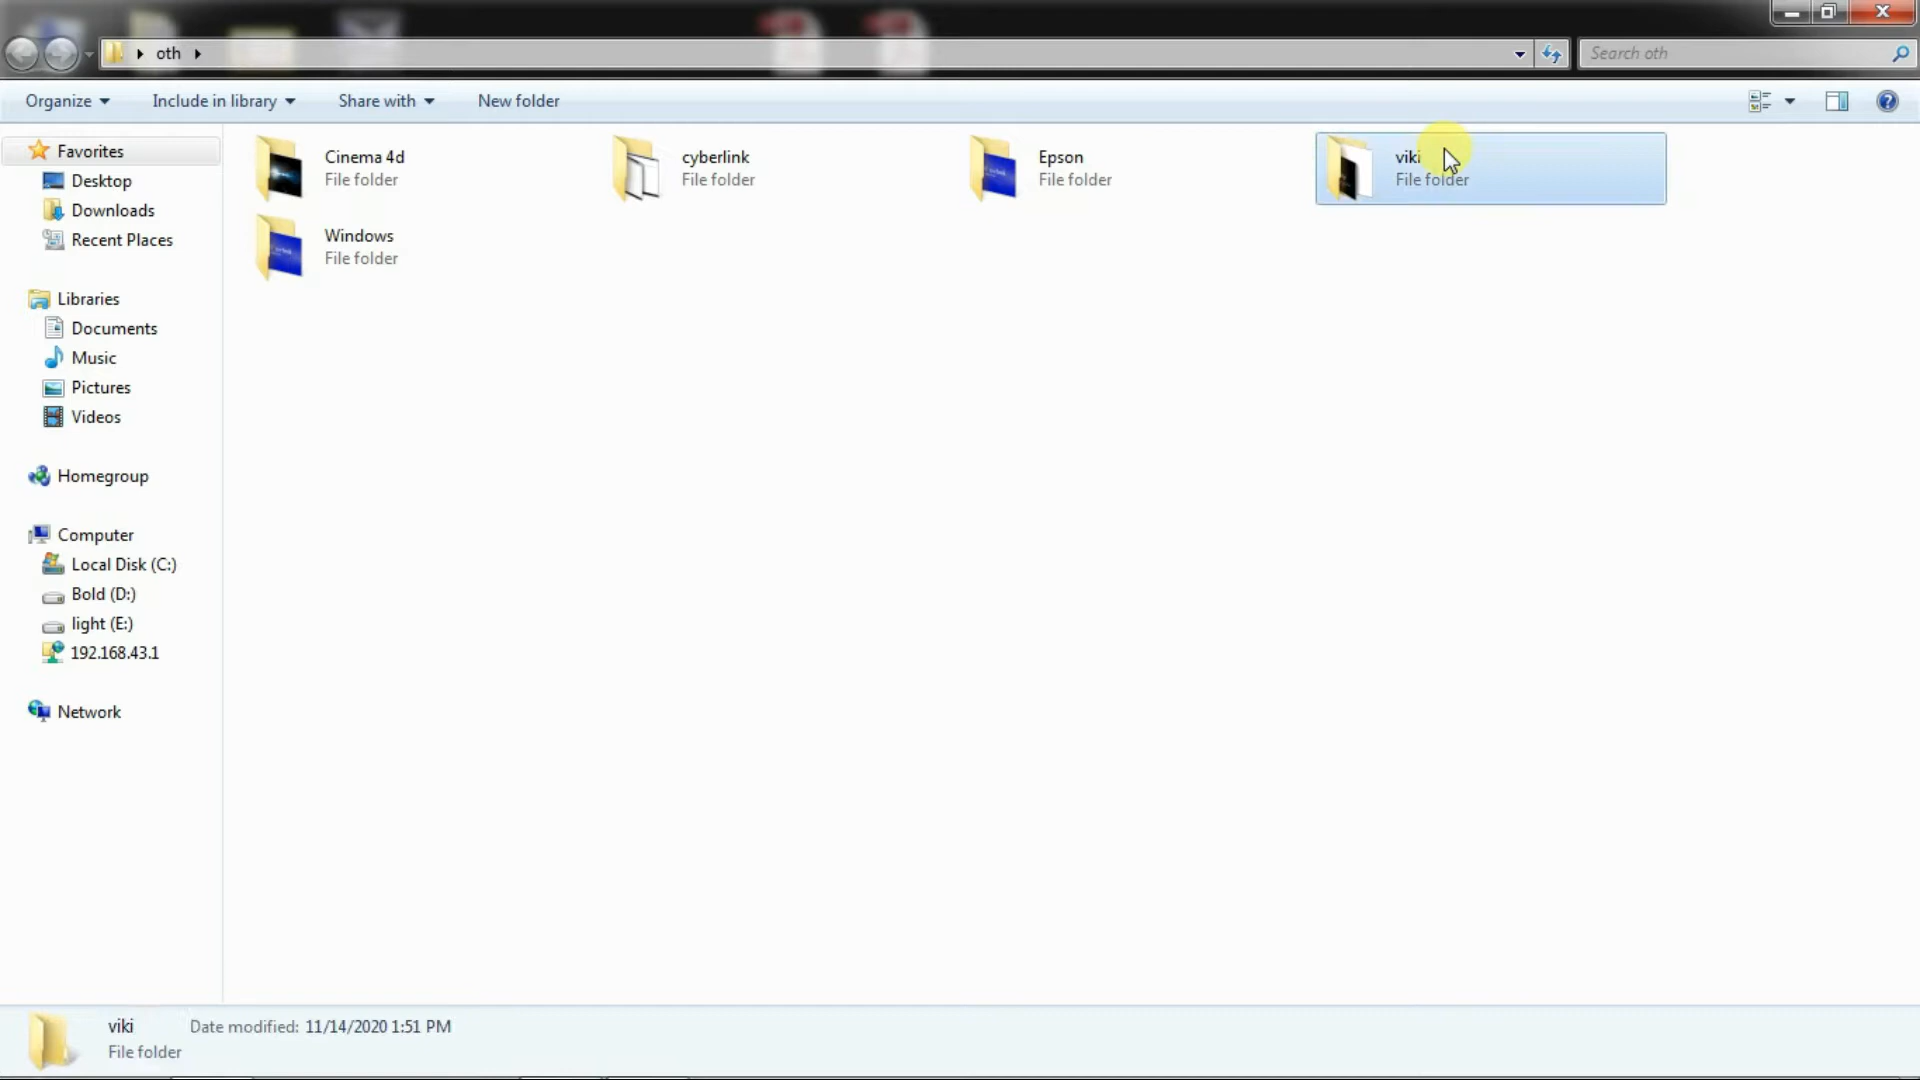 oth
Search oth
Organize
Include in library
Share with
New folder
Favorites
Desktop
Downloads
Recent Places
Libraries
Documents
Music
Pictures
Videos
Homegroup
Computer
Local Disk (C:)
Bold (D:)
light (E:)
192.168.43.1
Network
Cinema 4d
File folder
cyberlink
File folder
Epson
File folder
viki
File folder
Windows
File folder
viki
Date modified: 11/14/2020 1:51 PM
File folder